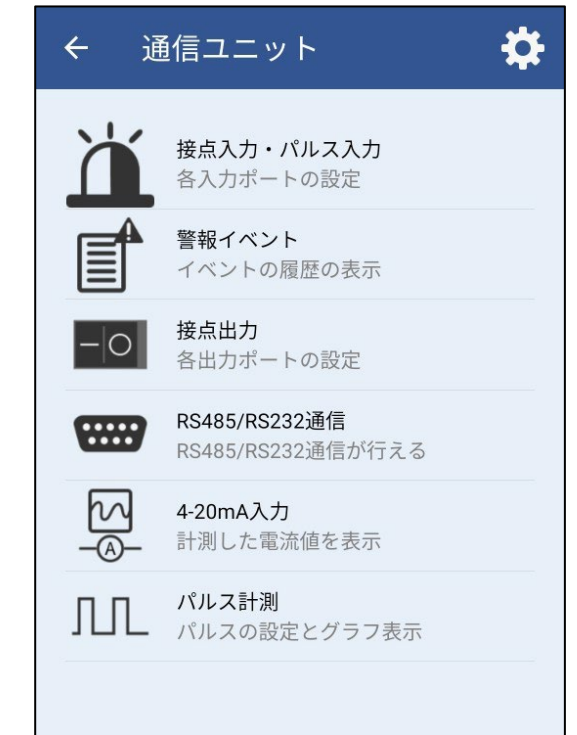 通信ユニット
接点入力・パルス入力
各入力ポートの設定
警報イベント
イベントの履歴の表示
接点出力
各出力ポートの設定
RS485/RS232通信
RS485/RS232通信が行える
4-20mA入力
計測した電流値を表示
パルス計測
パルスの設定とグラフ表示